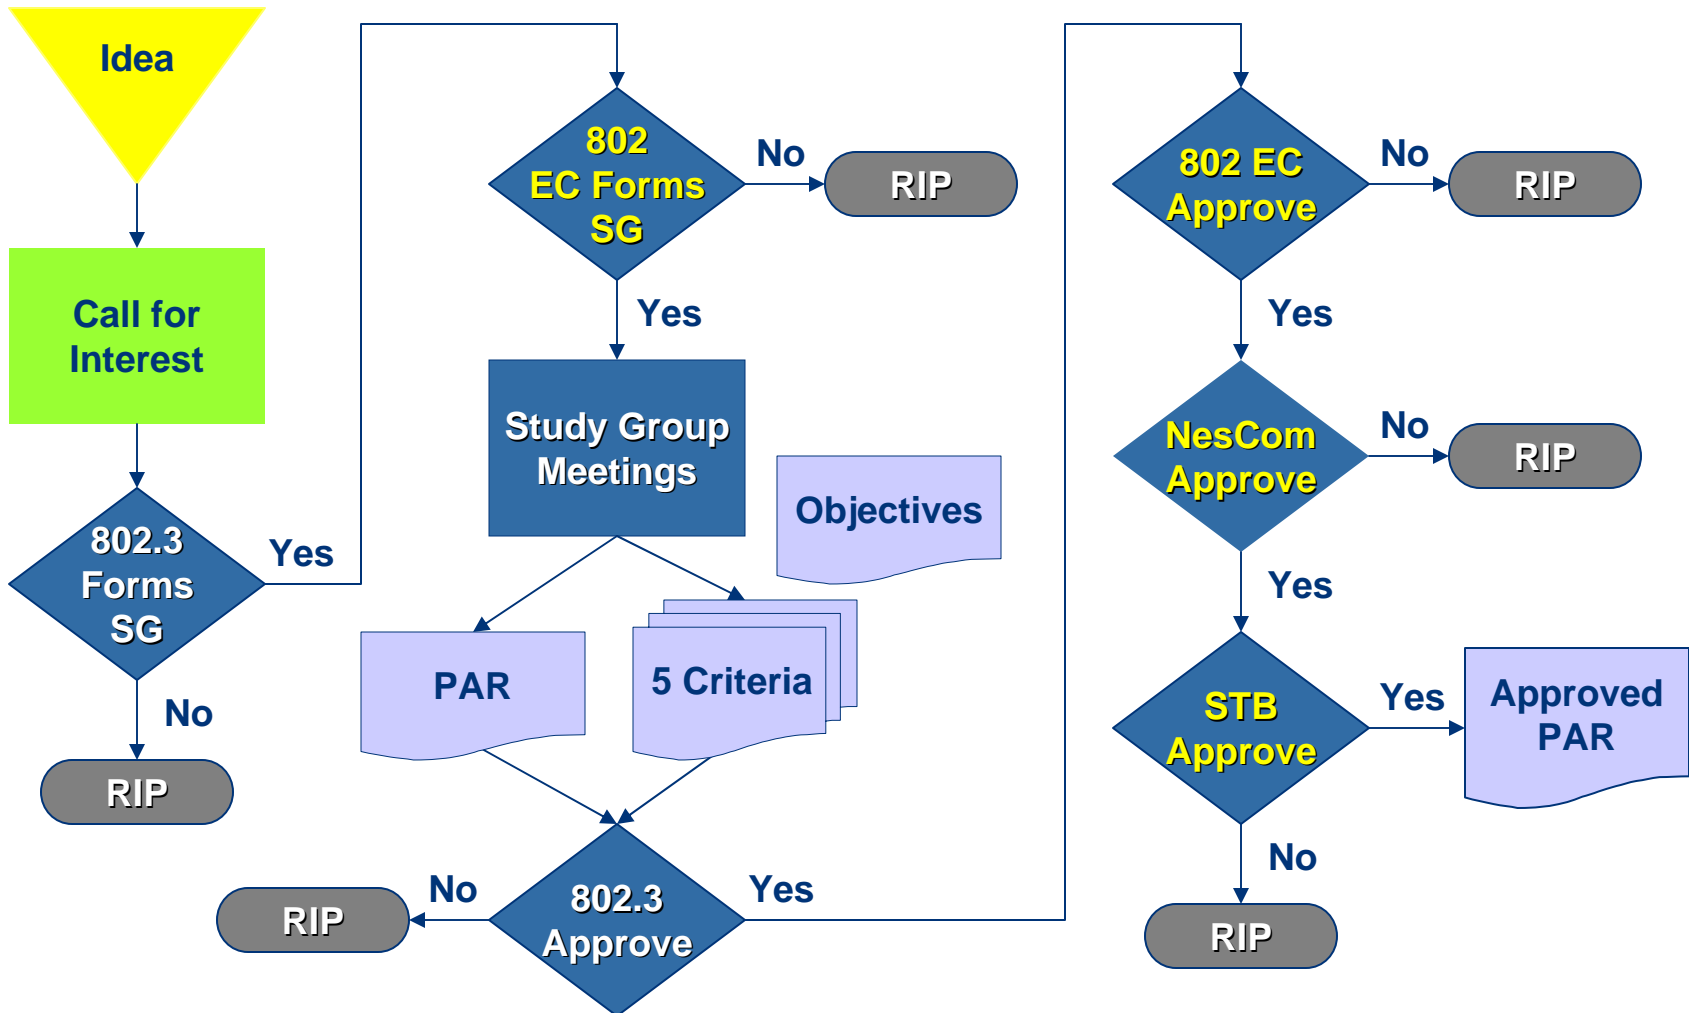 Idea
Call for
Interest
802.3
Forms
SG
Yes
No
RIP
802
EC Forms
SG
No
RIP
Yes
Study Group
Meetings
Objectives
PAR
5 Criteria
802.3
Approve
No
RIP
Yes
802 EC
Approve
No
RIP
Yes
NesCom
Approve
No
RIP
Yes
STB
Approve
Yes
Approved
PAR
No
RIP